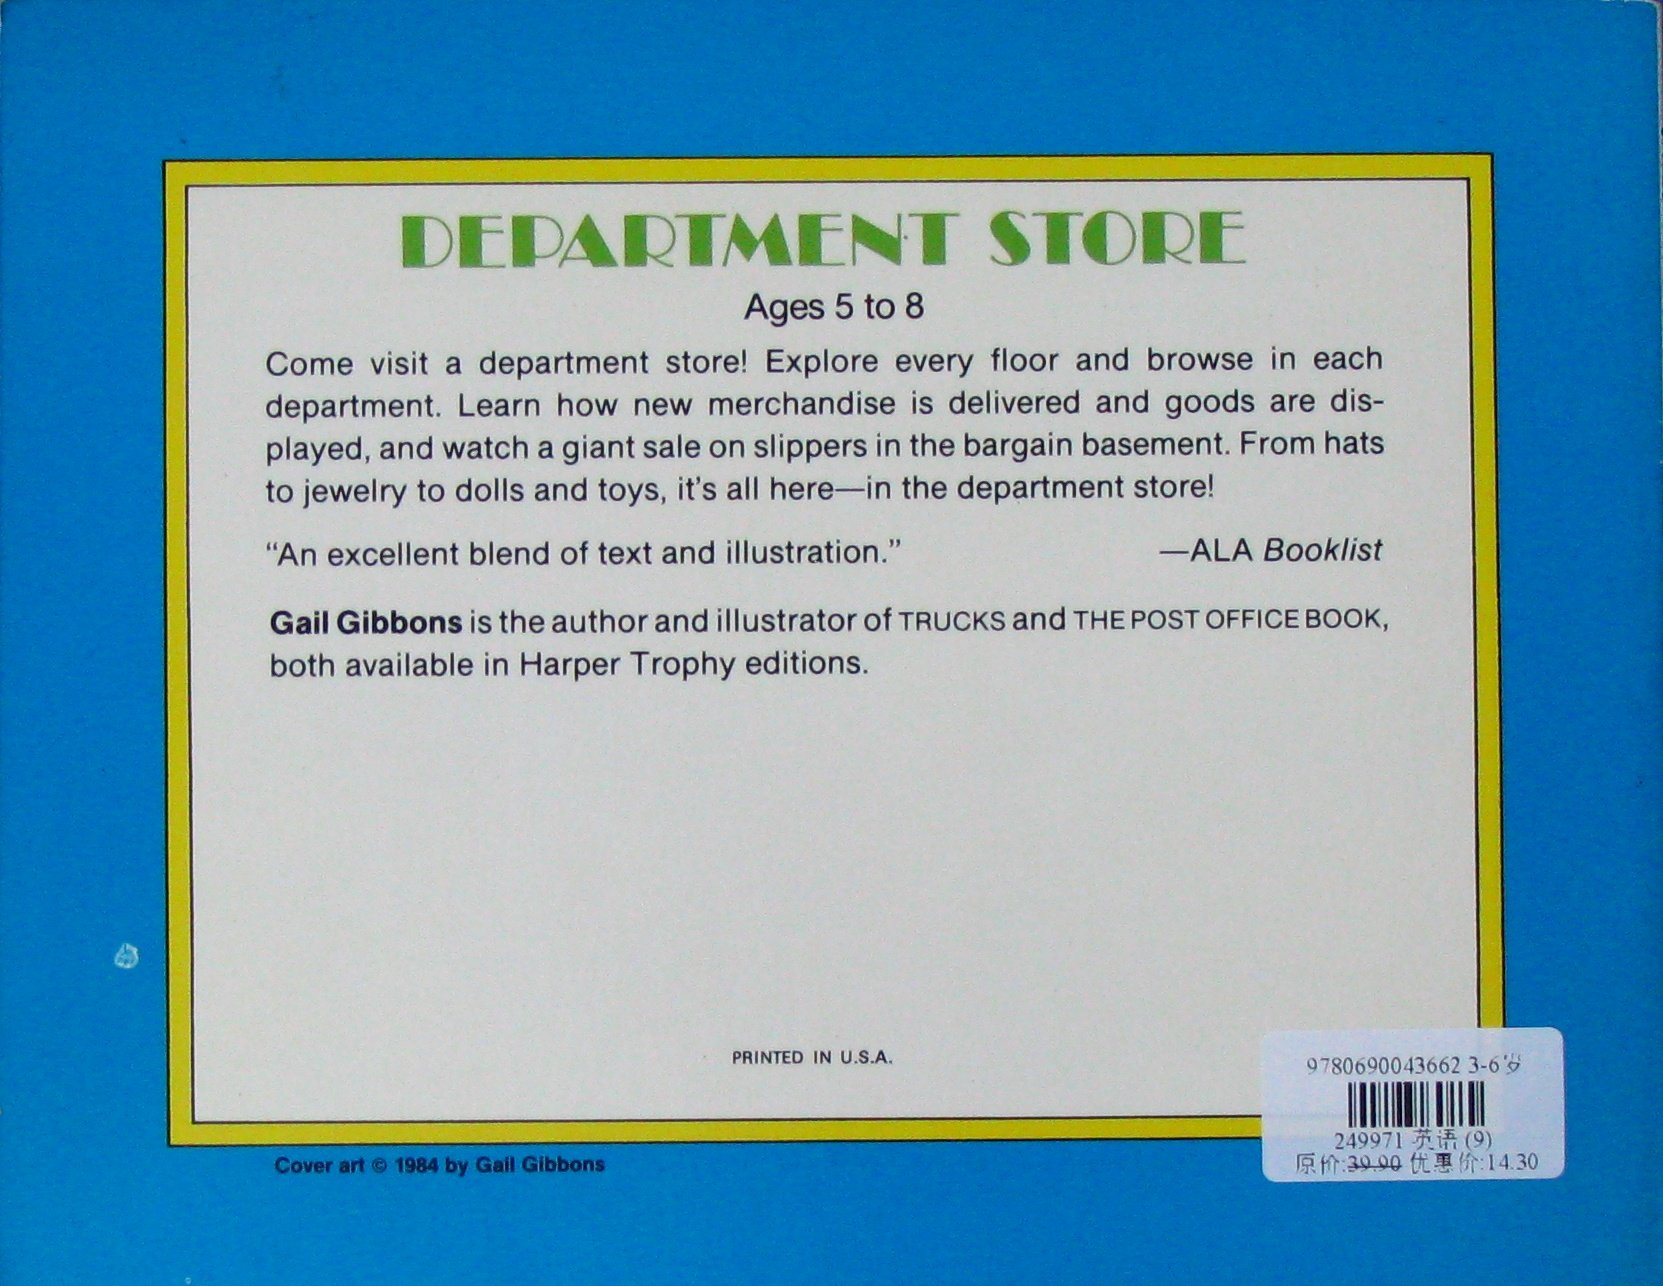 DEPARTMENT STORE
Ages 5 to 8
Come visit a department store! Explore every floor and browse in each
department. Learn how new merchandise is delivered and goods are dis-
played, and watch a giant sale on slippers in the bargain basement. From hats
to jewelry to dolls and toys, it's all here—in the department store!
“An excellent blend of text and illustration.” —ALA Booklist
Gail Gibbons is the author and illustrator of TRUCKS and THE POST OFFICE BOOK,
both available in Harper Trophy editions.
PRINTED IN U.S.A.
Cover art © 1984 by Gail Gibbons
9780690043662 3-6岁
249971 英语 (9)
原价:39.90 优惠价:14.30